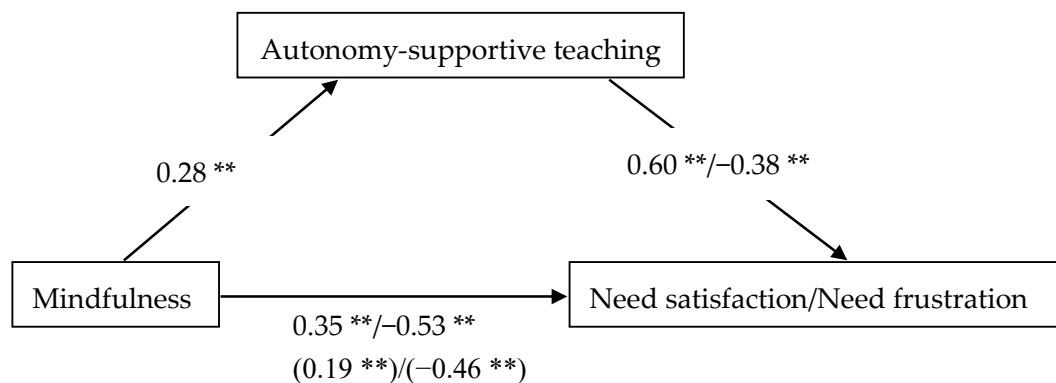 Autonomy-supportive teaching
0.28 **
0.60 **/−0.38 **
Mindfulness
Need satisfaction/Need frustration
0.35 **/−0.53 **
(0.19 **)/(−0.46 **)